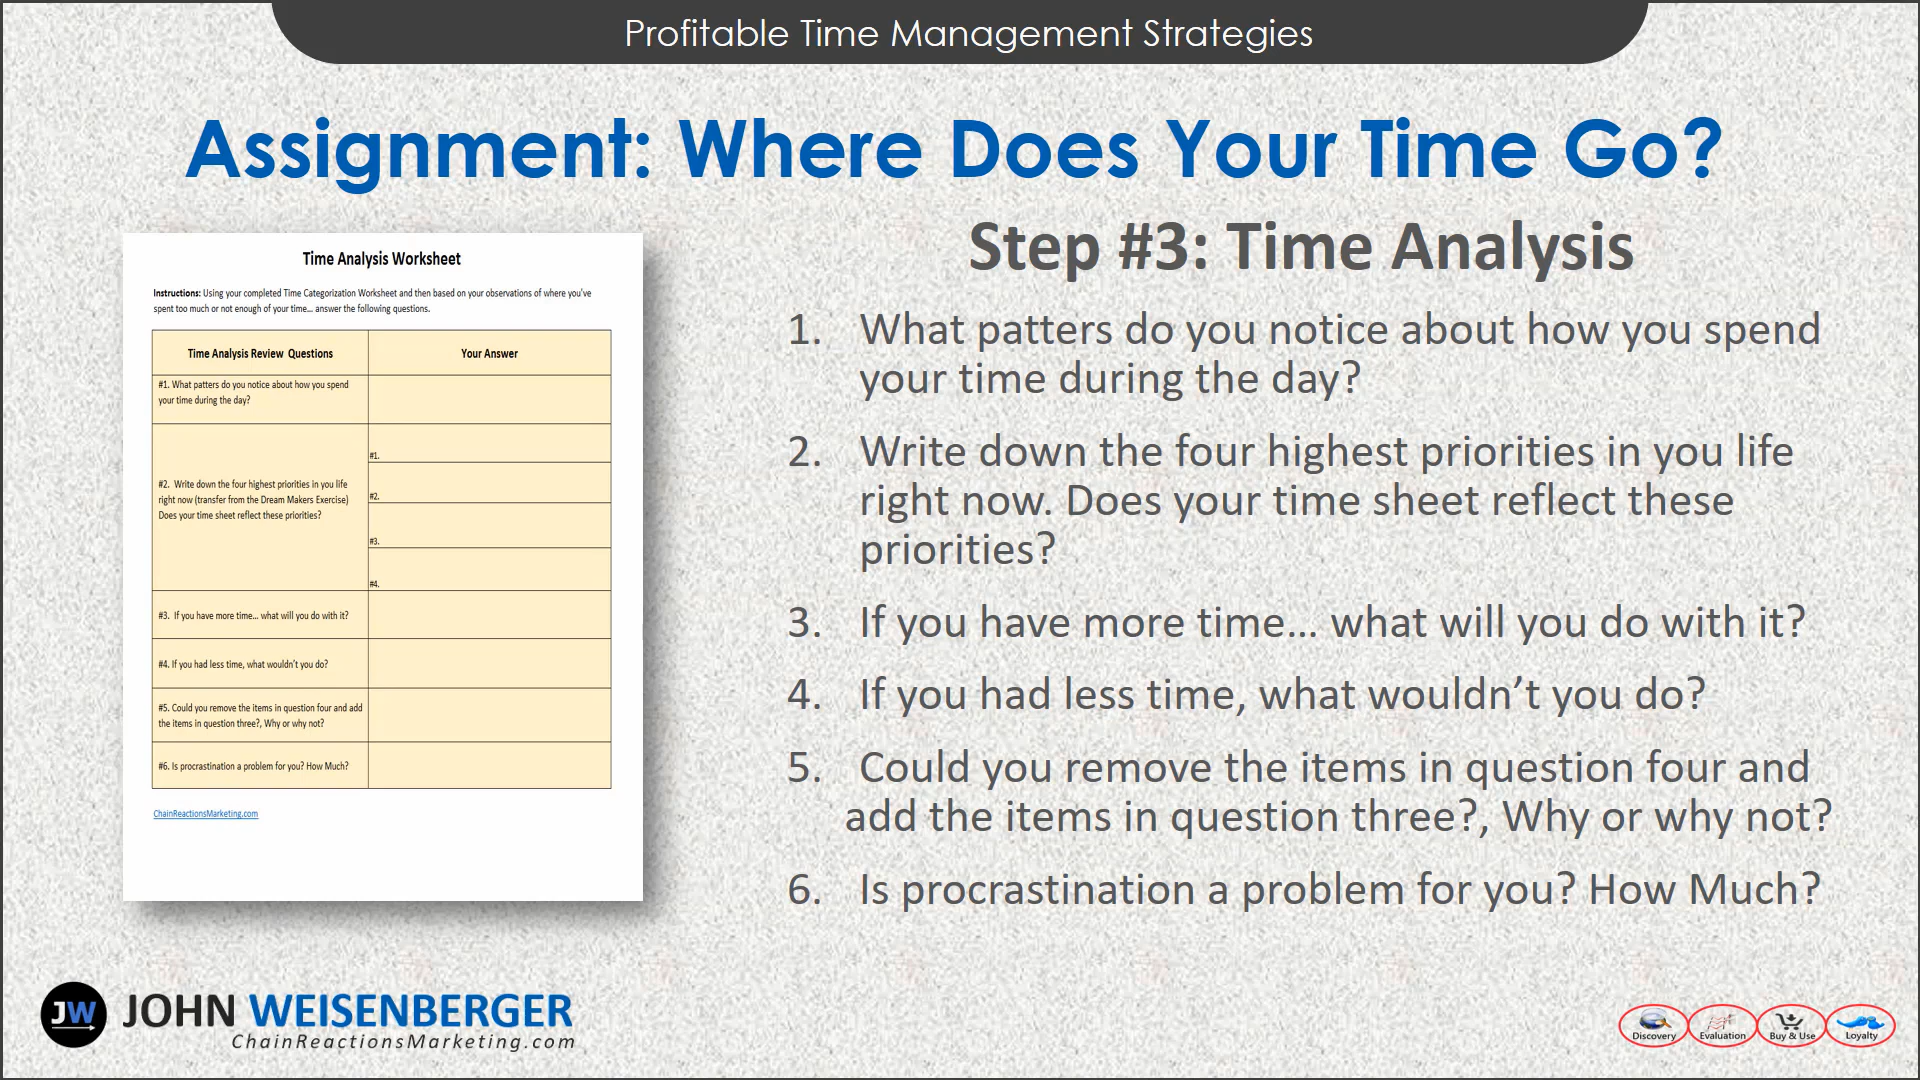 Profitable Time Management Strategies
Assignment: Where Does Your Time Go?
Time Analysis Worksheet
Instructions: Using your completed Time Categorization Worksheet and then based on your observations of where you've
spent too much or not enough of your time... answer the following questions.
Time Analysis Review Questions
Your Answer
#1. What patters do you notice about how you spend
your time during the day?
#2. Write down the four highest priorities in you life
right now (transfer from the Dream Makers Exercise)
Does your time sheet reflect these priorities?
#1.
#2.
#3.
#4.
#3. If you have more time... what will you do with it?
#4. If you had less time, what wouldn't you do?
#5. Could you remove the items in question four and add
the items in question three?, Why or why not?
#6. Is procrastination a problem for you? How Much?
ChainReactionsMarketing.com
Step #3: Time Analysis
1. What patters do you notice about how you spend
your time during the day?
2. Write down the four highest priorities in you life
right now. Does your time sheet reflect these
priorities?
3. If you have more time... what will you do with it?
4. If you had less time, what wouldn't you do?
5. Could you remove the items in question four and
add the items in question three?, Why or why not?
6. Is procrastination a problem for you? How Much?
JW
JOHN WEISENBERGER
ChainReactionsMarketing.com
Discovery
Evaluation
Buy & Use
Loyalty